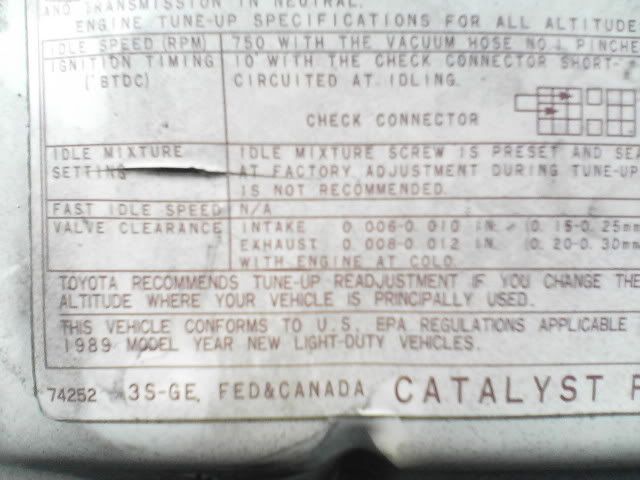 AND TRANSMISSION IN NEUTRAL.
ENGINE TUNE-UP SPECIFICATIONS FOR ALL ALTITUDE
IDLE SPEED (RPM) 750 WITH THE VACUUM HOSE NO.1 PINCHE
IGNITION TIMING 10° WITH THE CHECK CONNECTOR SHORT-
(°BTDC) CIRCUITED AT IDLING.
CHECK CONNECTOR
IDLE MIXTURE IDLE MIXTURE SCREW IS PRESET AND SEA
SETTING AT FACTORY ADJUSTMENT DURING TUNE-UP
IS NOT RECOMMENDED.
FAST IDLE SPEED N/A
VALVE CLEARANCE INTAKE 0.006-0.010 IN. (0.15-0.25mm
EXHAUST 0.008-0.012 IN. (0.20-0.30mm
WITH ENGINE AT COLD.
TOYOTA RECOMMENDS TUNE-UP READJUSTMENT IF YOU CHANGE THE
ALTITUDE WHERE YOUR VEHICLE IS PRINCIPALLY USED.
THIS VEHICLE CONFORMS TO U.S. EPA REGULATIONS APPLICABLE
1989 MODEL YEAR NEW LIGHT-DUTY VEHICLES.
74252 3S-GE, FED&CANADA CATALYST F